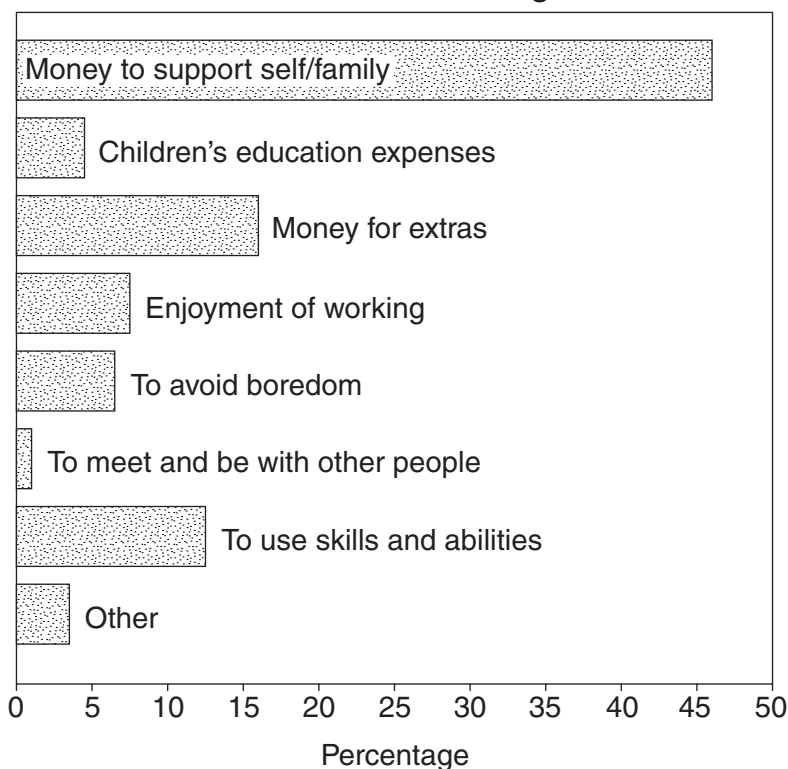 Money to support self/family
Children's education expenses
Money for extras
Enjoyment of working
To avoid boredom
To meet and be with other people
To use skills and abilities
Other
0 5 10 15 20 25 30 35 40 45 50
Percentage